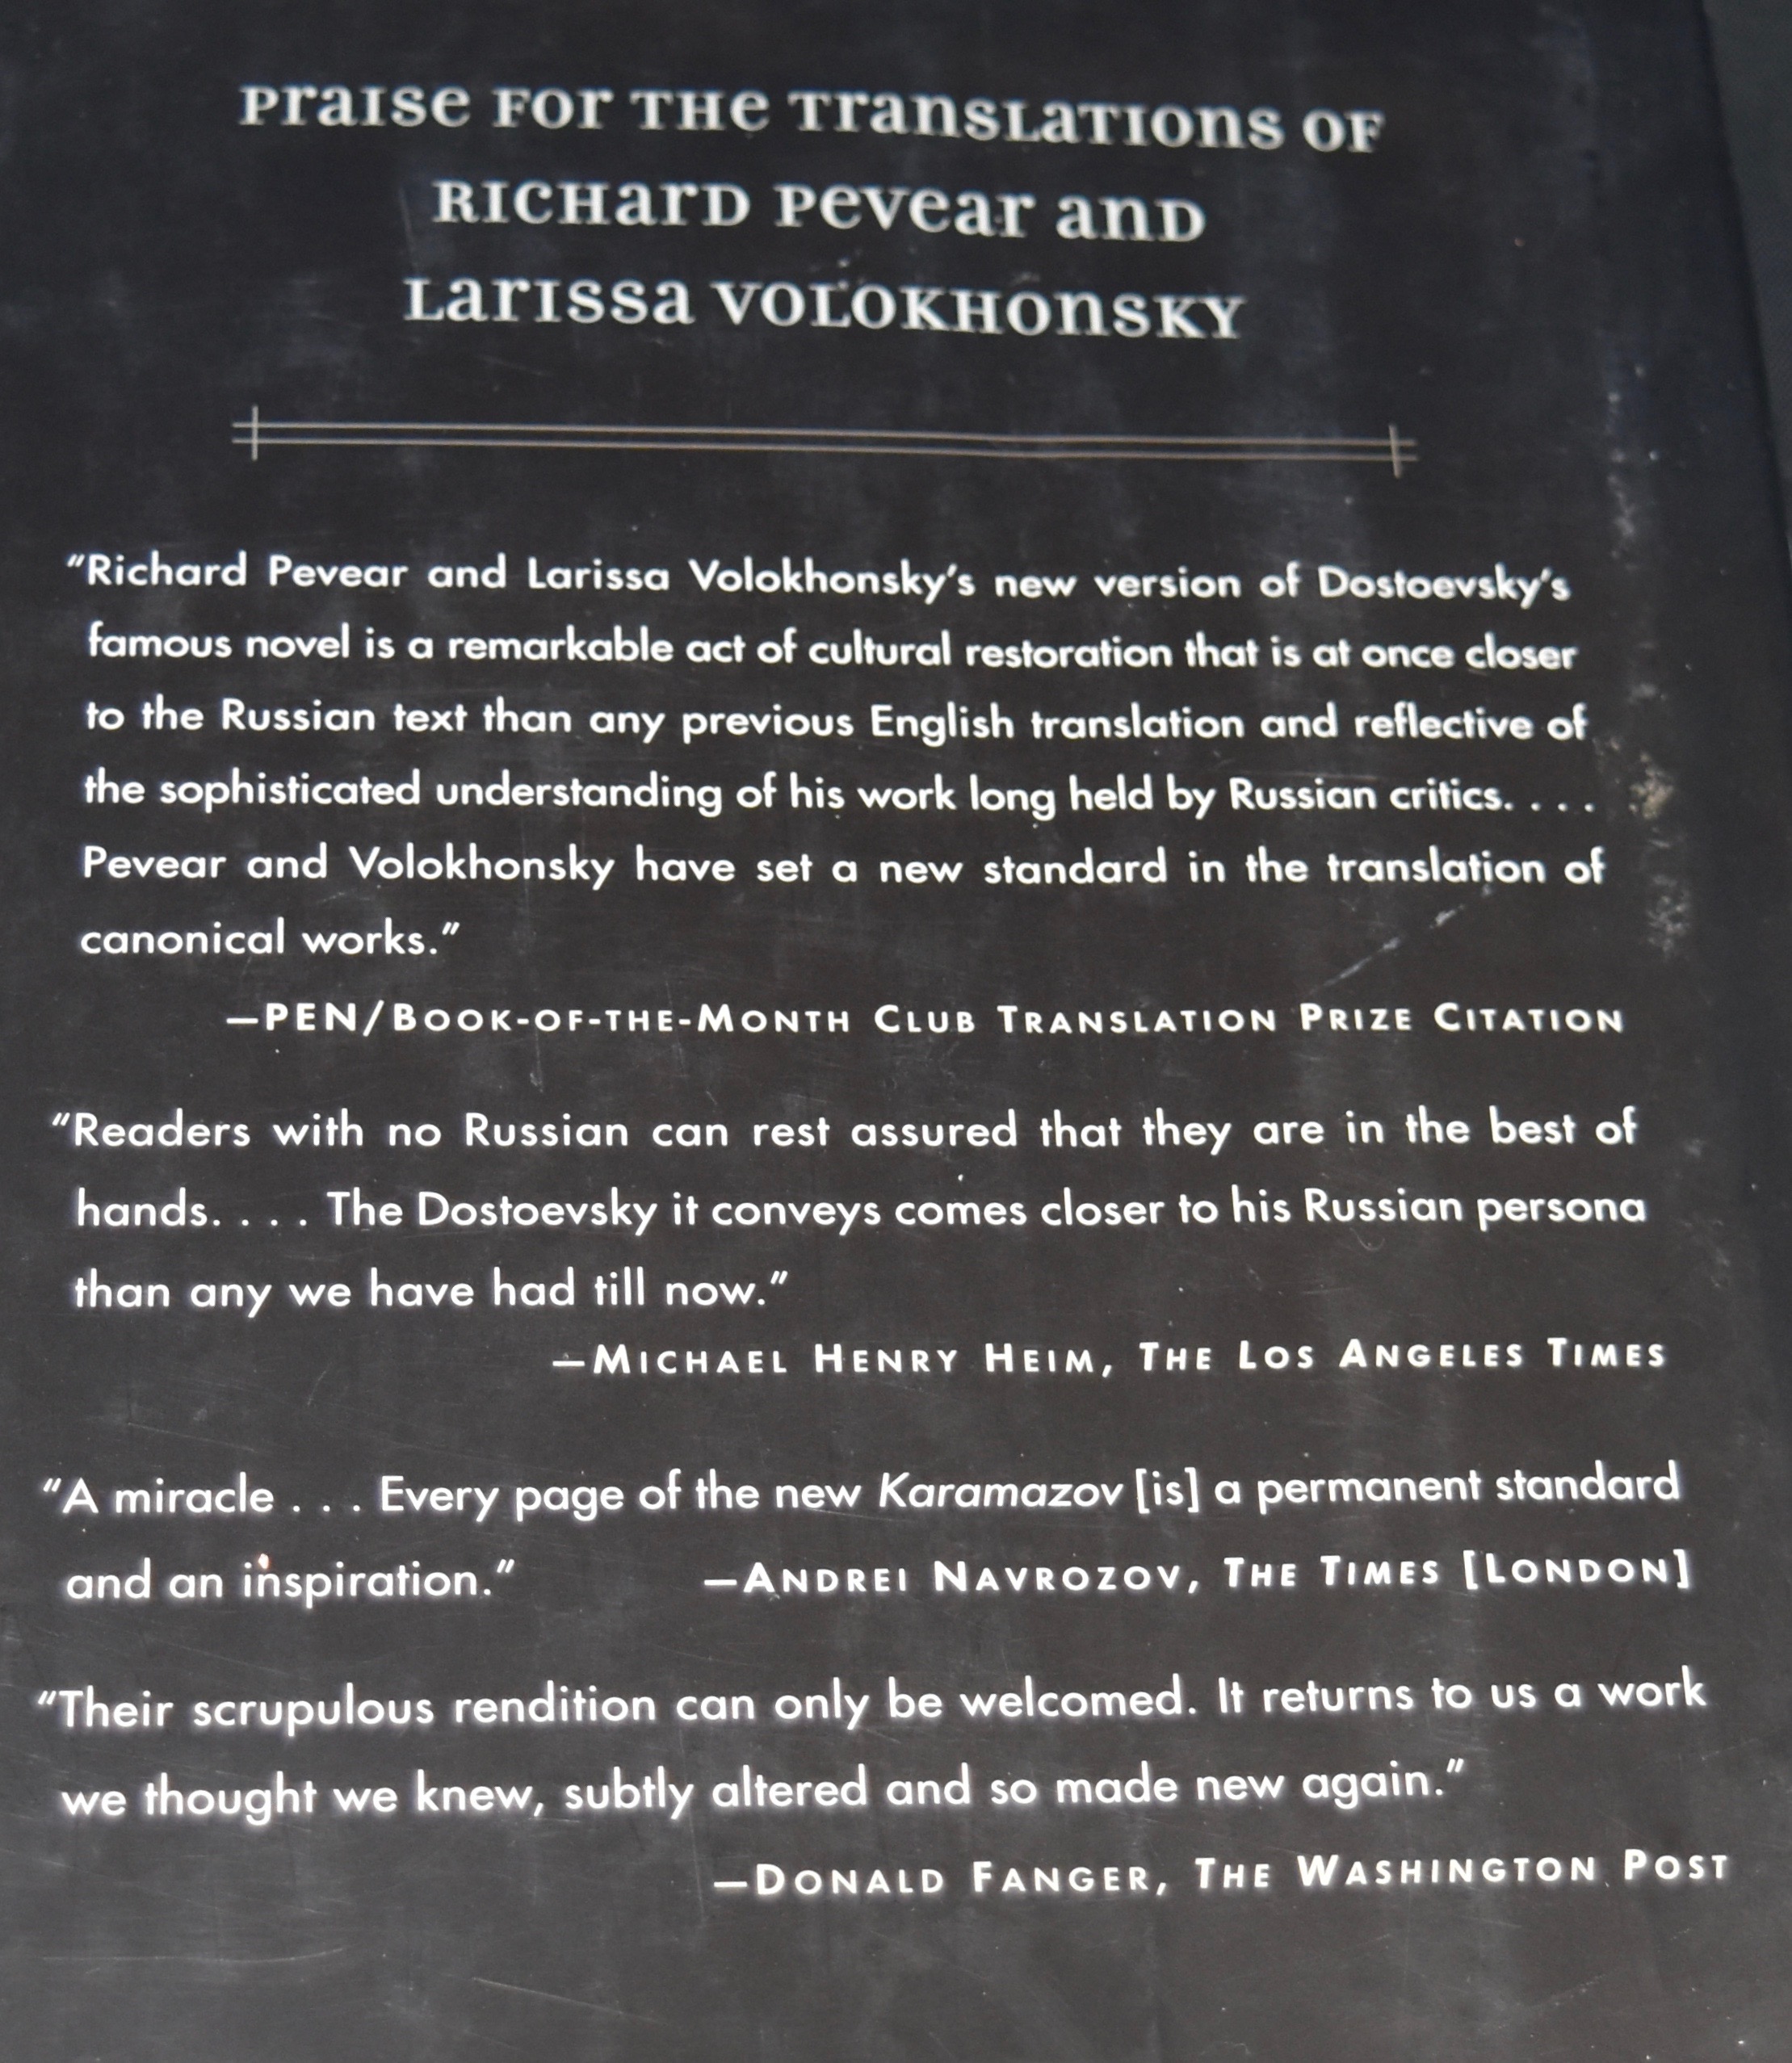 Praise for the Translations of
Richard Pevear and
Larissa Volokhonsky
“Richard Pevear and Larissa Volokhonsky’s new version of Dostoevsky’s
famous novel is a remarkable act of cultural restoration that is at once closer
to the Russian text than any previous English translation and reflective of
the sophisticated understanding of his work long held by Russian critics. . . .
Pevear and Volokhonsky have set a new standard in the translation of
canonical works.”
—PEN/Book-of-the-Month Club Translation Prize Citation
“Readers with no Russian can rest assured that they are in the best of
hands. . . . The Dostoevsky it conveys comes closer to his Russian persona
than any we have had till now.”
—Michael Henry Heim, The Los Angeles Times
“A miracle . . . Every page of the new Karamazov [is] a permanent standard
and an inspiration.” —Andrei Navrozov, The Times [London]
“Their scrupulous rendition can only be welcomed. It returns to us a work
we thought we knew, subtly altered and so made new again.”
—Donald Fanger, The Washington Post